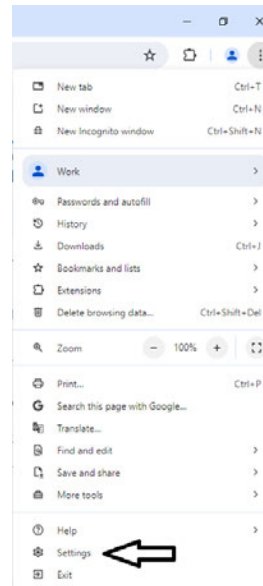 New tab Ctrl+T
New window Ctrl+N
New Incognito window Ctrl+Shift+N
Work
Passwords and autofill
History
Downloads Ctrl+J
Bookmarks and lists
Extensions
Delete browsing data... Ctrl+Shift+Del
Zoom − 100% +
Print... Ctrl+P
G Search this page with Google...
Translate...
Find and edit
Save and share
More tools
Help
Settings
Exit